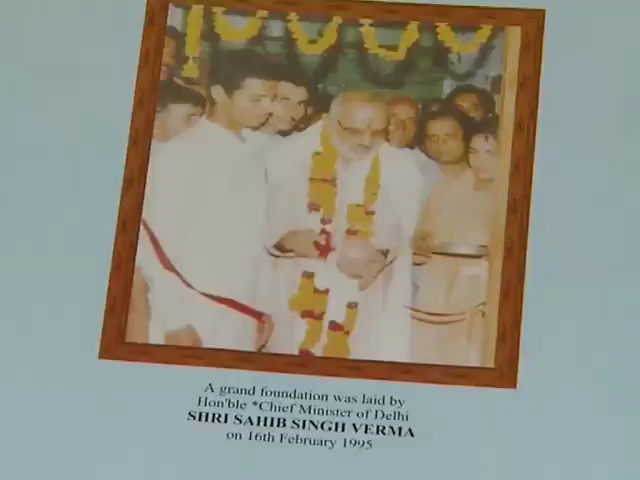 A grand foundation was laid by
Hon'ble *Chief Minister of Delhi
SHRI SAHIB SINGH VERMA
on 16th February 1995